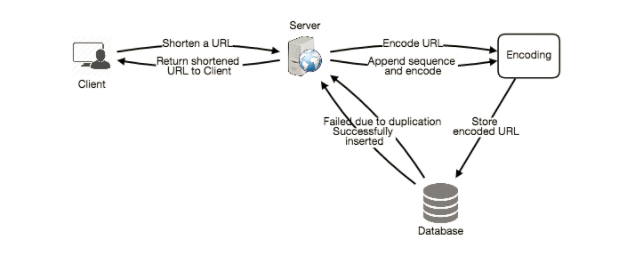 Server
Shorten a URL
Encode URL
Encoding
Return shortened
URL to Client
Append sequence
and encode
Client
Failed due to duplication
Successfully
inserted
Store
encoded URL
Database